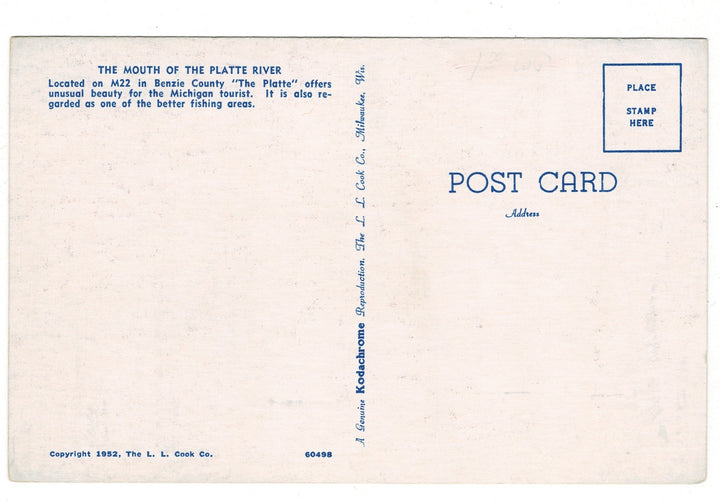 THE MOUTH OF THE PLATTE RIVER
Located on M22 in Benzie County "The Platte" offers
unusual beauty for the Michigan tourist. It is also re-
garded as one of the better fishing areas.
Copyright 1952, The L. L. Cook Co.
60498
A Genuine Kodachrome Reproduction. The L. L. Cook Co., Milwaukee, Wis.
PLACE
STAMP
HERE
POST CARD
Address